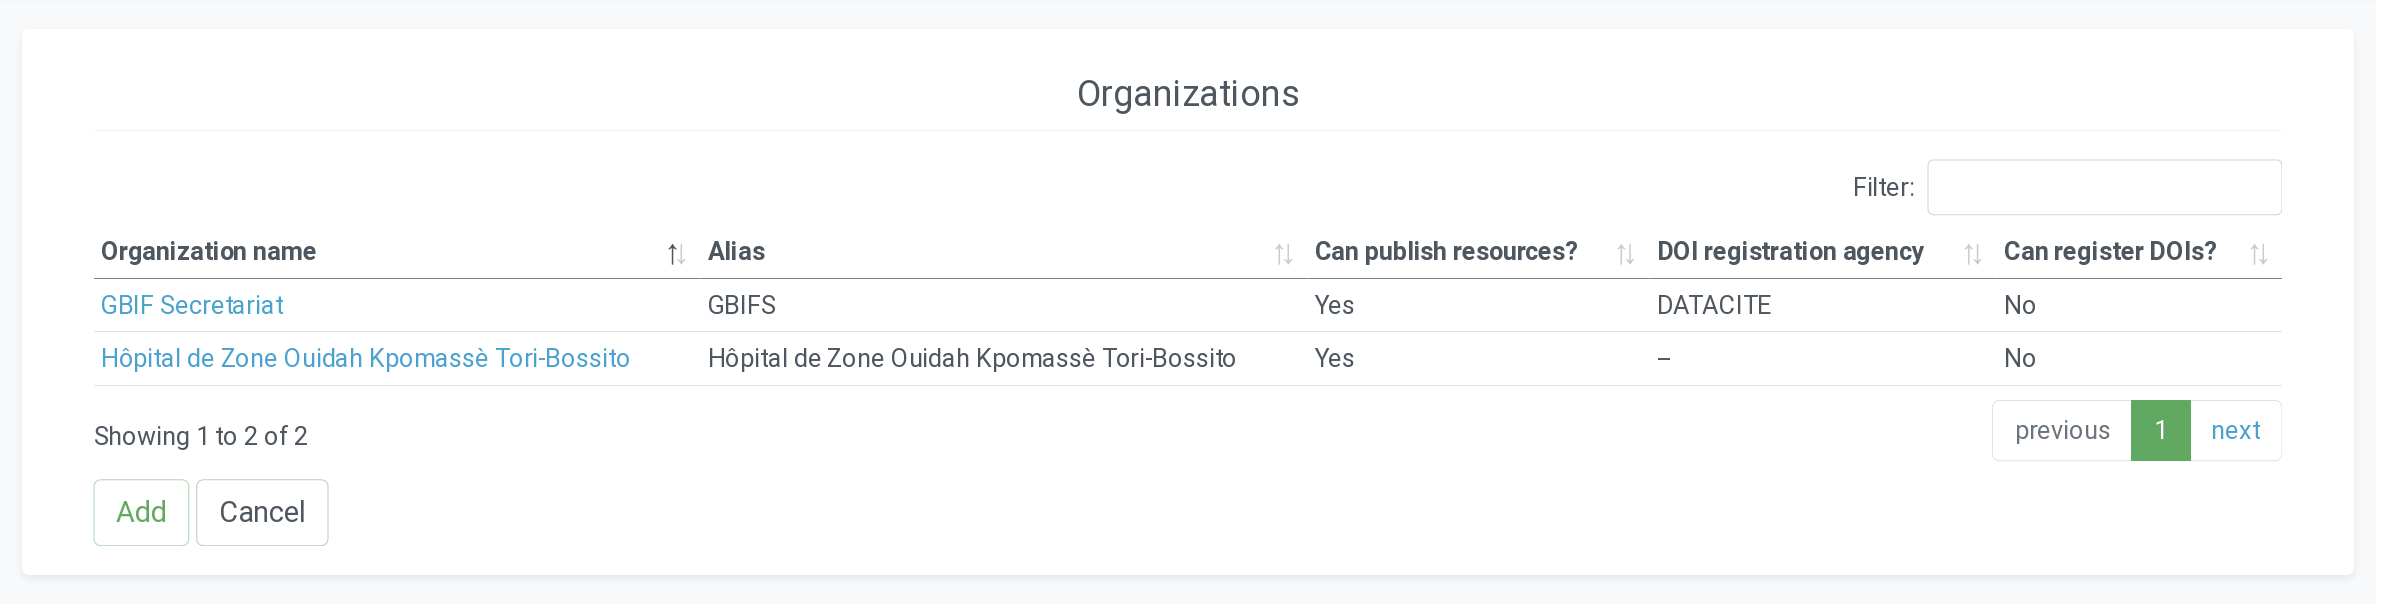 Organizations
Filter:
Organization name Alias Can publish resources? DOI registration agency Can register DOIs?
GBIF Secretariat GBIFS Yes DATACITE No
Hôpital de Zone Ouidah Kpomassè Tori-Bossito Hôpital de Zone Ouidah Kpomassè Tori-Bossito Yes – No
Showing 1 to 2 of 2 previous 1 next
Add Cancel